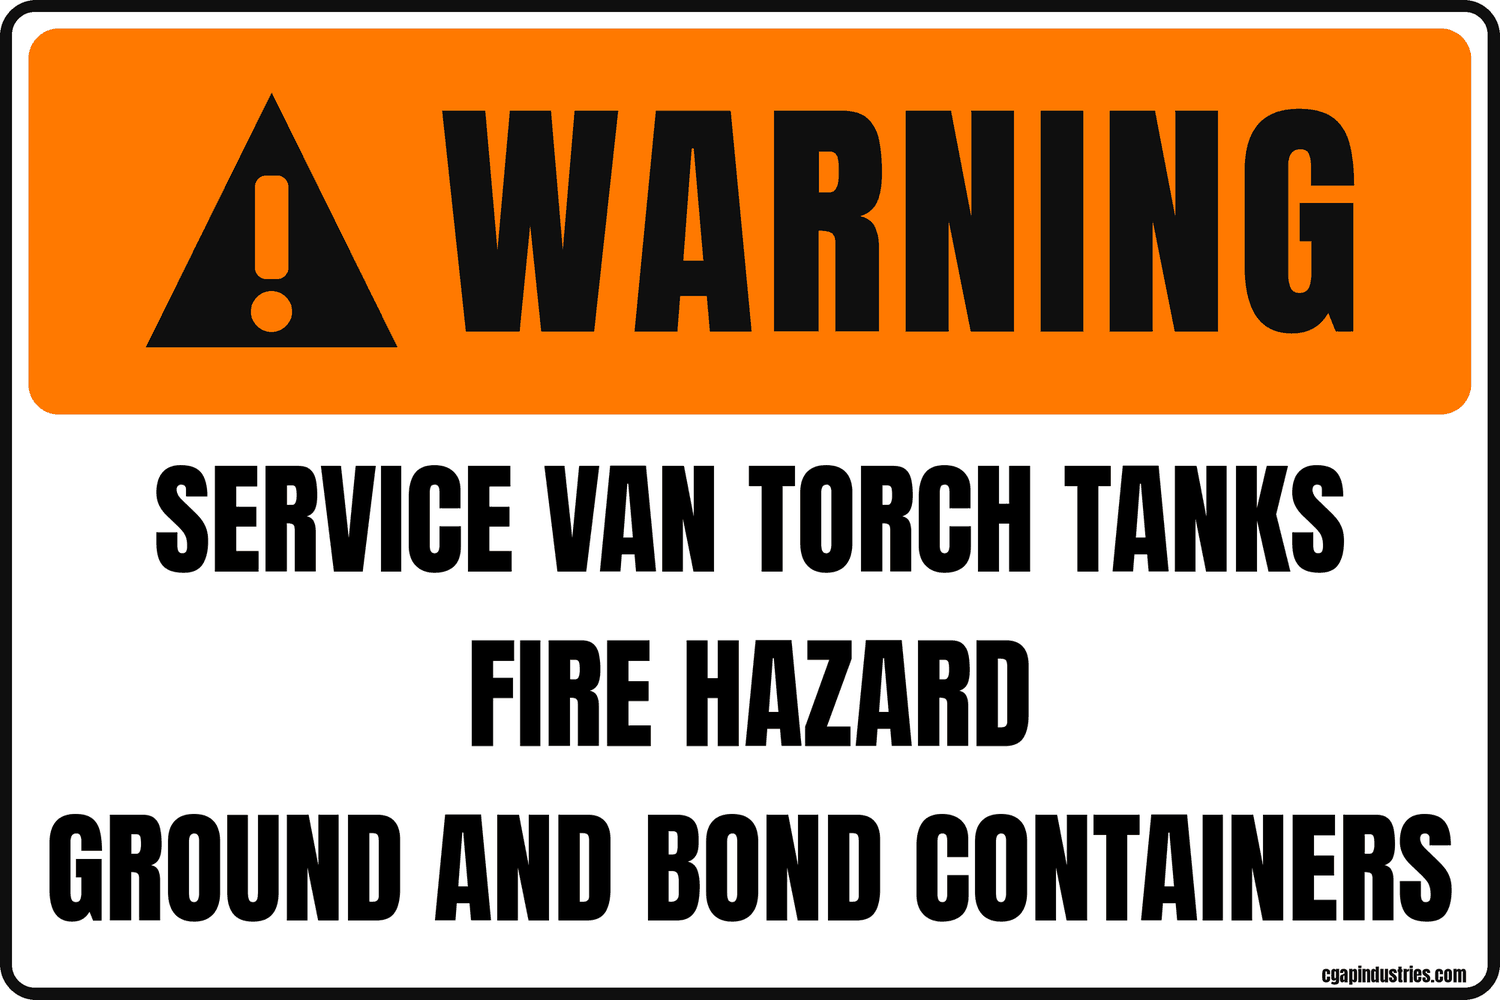 WARNING
SERVICE VAN TORCH TANKS
FIRE HAZARD
GROUND AND BOND CONTAINERS
cgapindustries.com